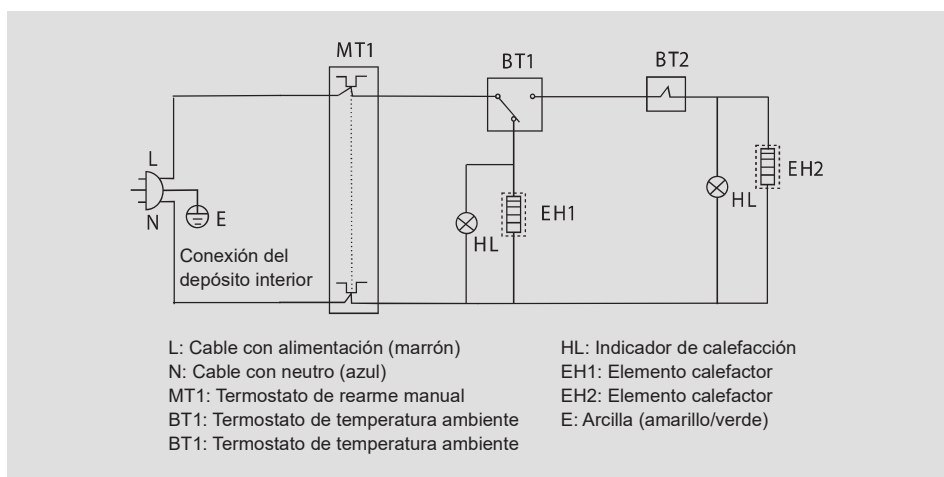 MT1
BT1
BT2
L
N
E
EH1
HL
HL
EH2
Conexión del
depósito interior
L: Cable con alimentación (marrón)
N: Cable con neutro (azul)
MT1: Termostato de rearme manual
BT1: Termostato de temperatura ambiente
BT1: Termostato de temperatura ambiente
HL: Indicador de calefacción
EH1: Elemento calefactor
EH2: Elemento calefactor
E: Arcilla (amarillo/verde)